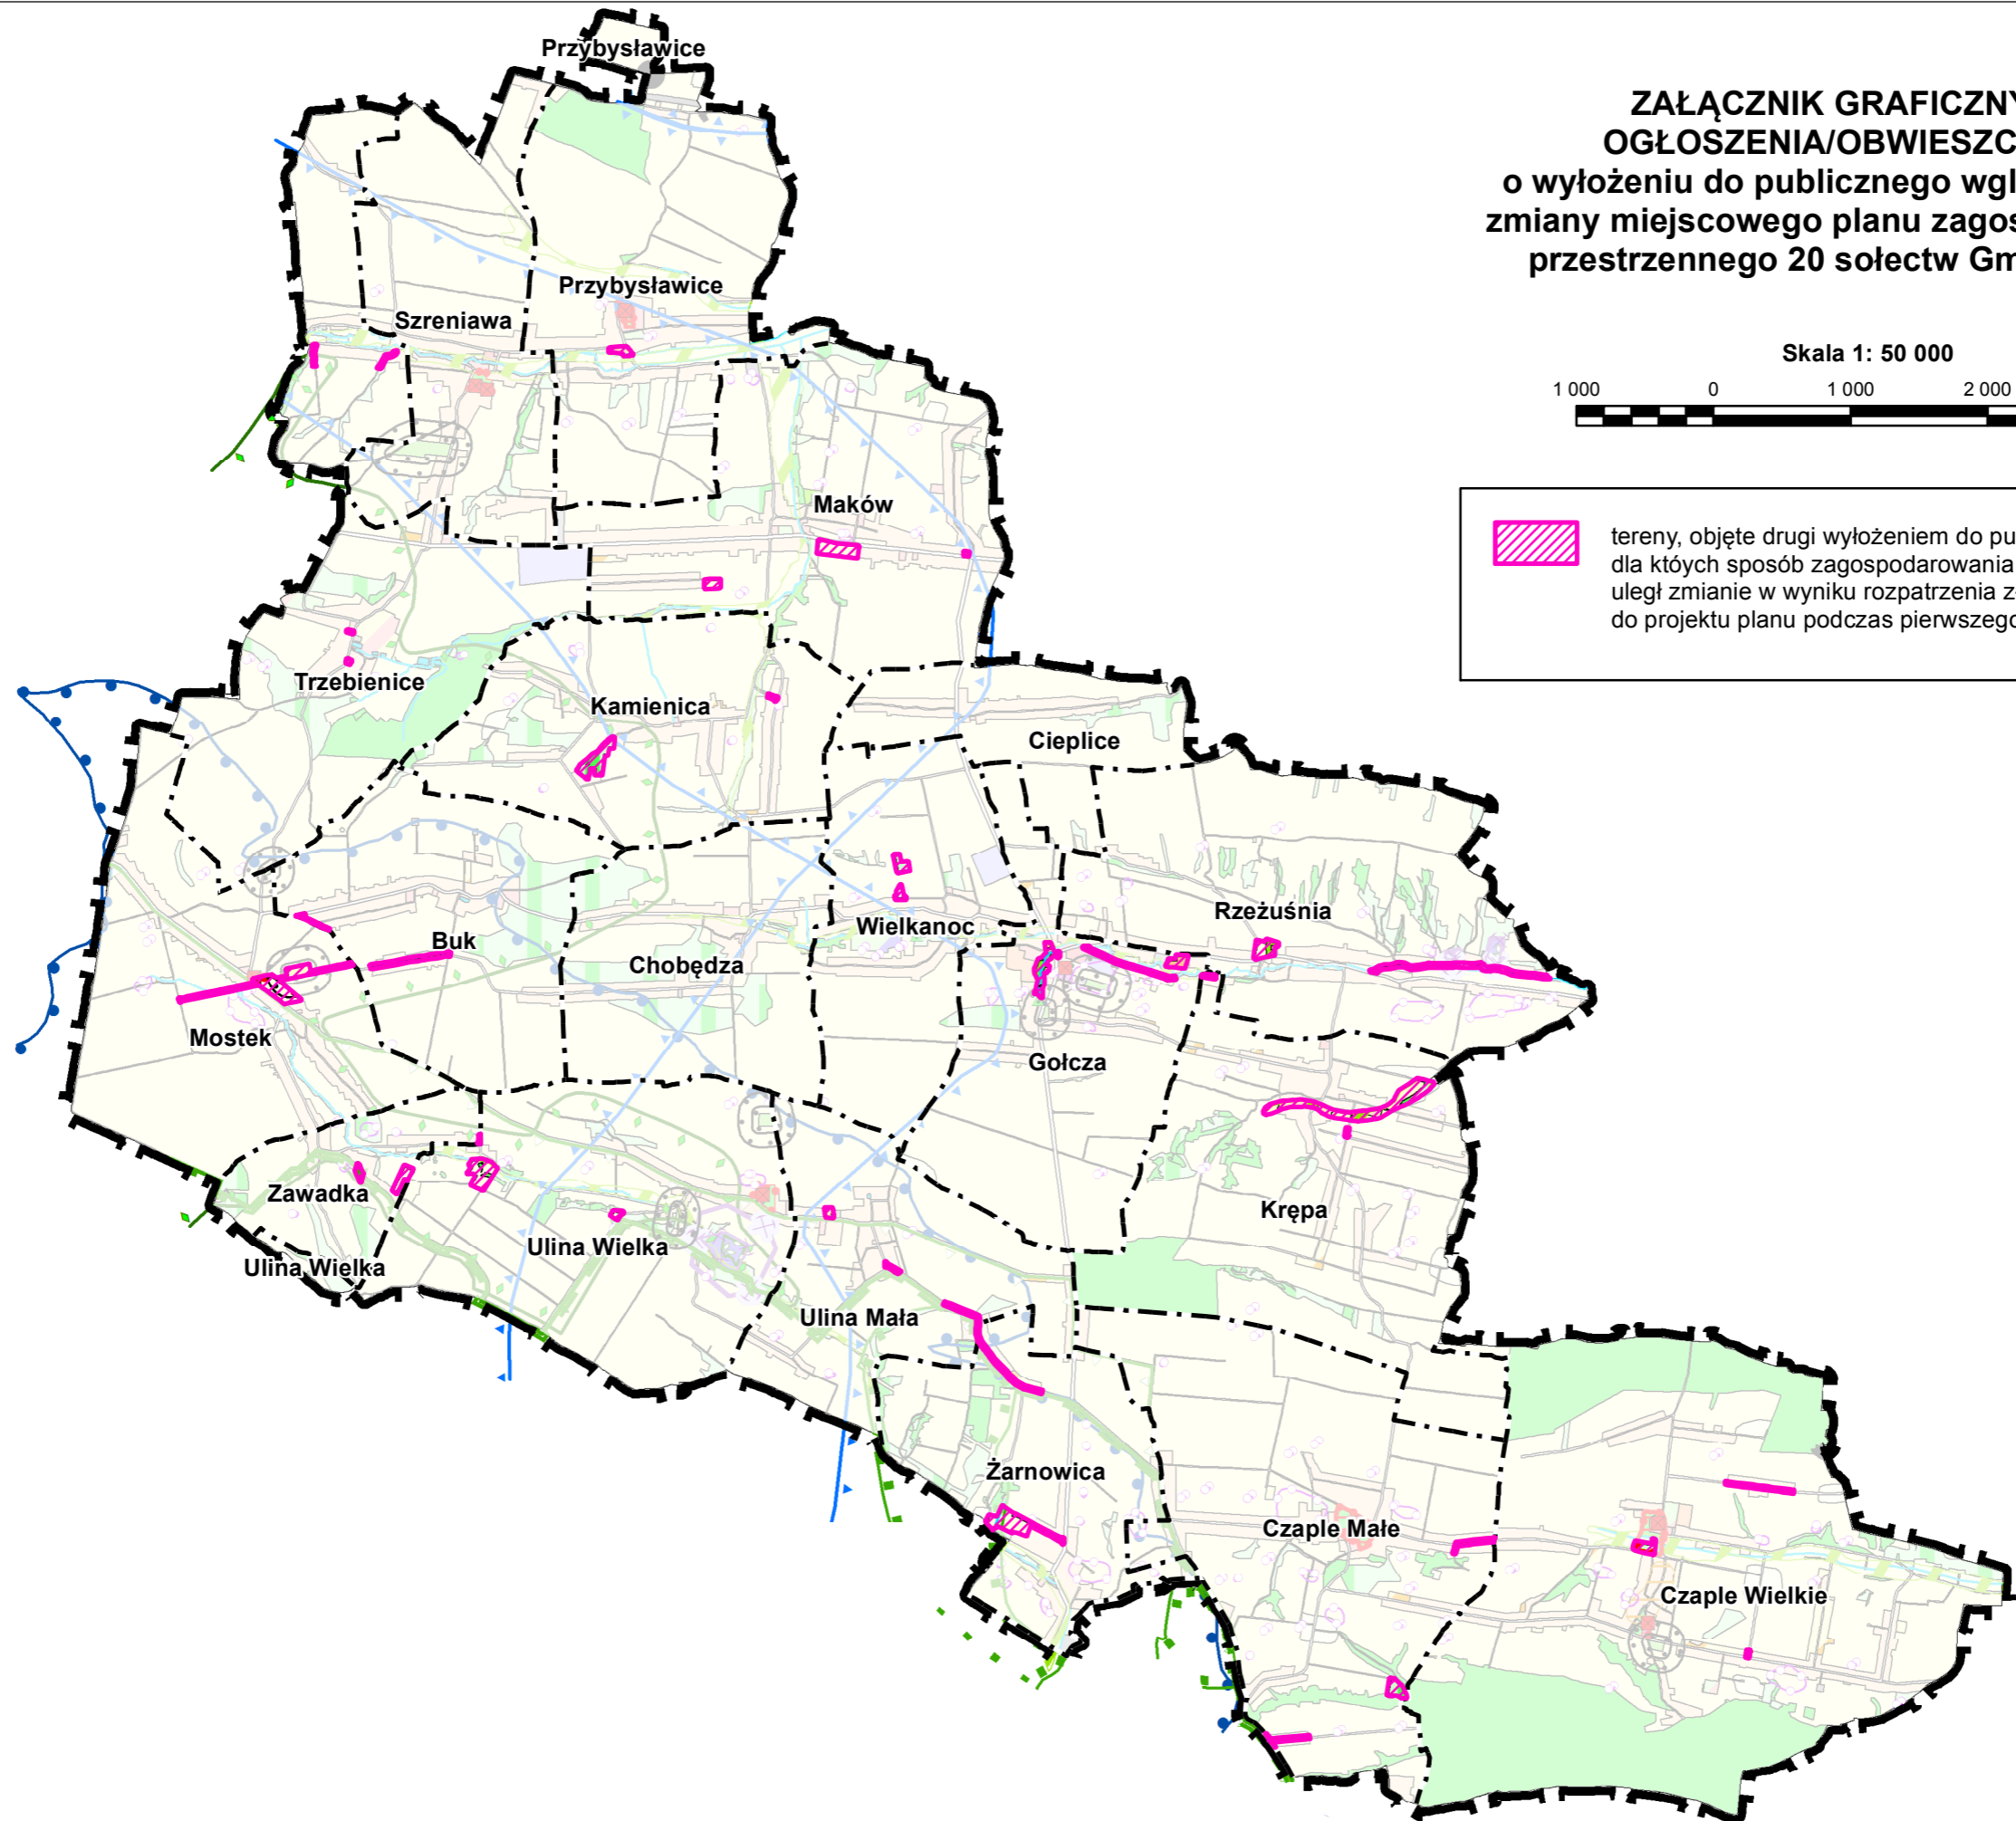 ZAŁĄCZNIK GRAFICZNY
OGŁOSZENIA/OBWIESZC
o wyłożeniu do publicznego wgl
zmiany miejscowego planu zagos
przestrzennego 20 sołectw Gm
Skala 1: 50 000
1 000 0 1 000 2 000
tereny, objęte drugi wyłożeniem do pu
dla któych sposób zagospodarowania
uległ zmianie w wyniku rozpatrzenia z
do projektu planu podczas pierwszego
Przybysławice
Przybysławice
Szreniawa
Maków
Trzebienice
Kamienica
Cieplice
Rzeżuśnia
Wielkanoc
Buk
Chobędza
Mostek
Gołcza
Zawadka
Krępa
Ulina Wielka
Ulina Wielka
Ulina Mała
Żarnowica
Czaple Małe
Czaple Wielkie